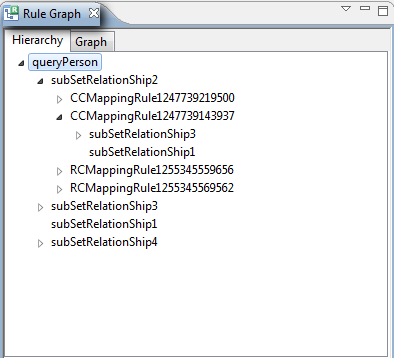 Rule Graph
Hierarchy Graph
queryPerson
subSetRelationShip2
CCMappingRule1247739219500
CCMappingRule1247739143937
subSetRelationShip3
subSetRelationShip1
RCMappingRule1255345559656
RCMappingRule1255345569562
subSetRelationShip3
subSetRelationShip1
subSetRelationShip4